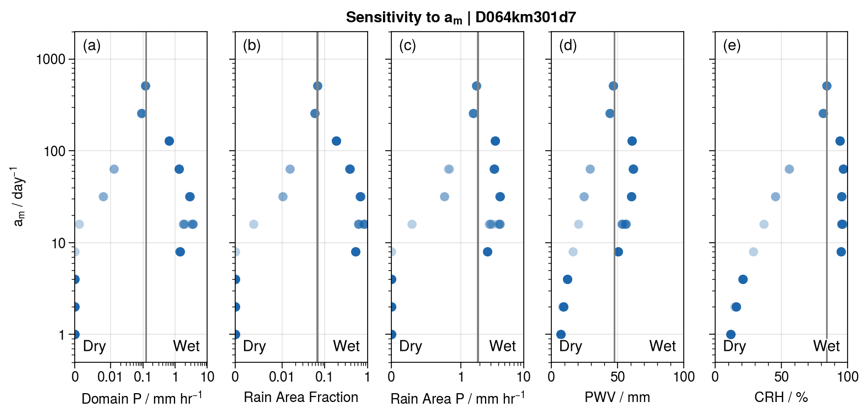 Sensitivity to aₘ | D064km301d7
(a)
(b)
(c)
(d)
(e)
1000
100
10
1
aₘ / day⁻¹
Dry Wet
Dry Wet
Dry Wet
Dry Wet
Dry Wet
0 0.01 0.1 1 10
0 0.01 0.1 1
0 1 10
0 50 100
0 50 100
Domain P / mm hr⁻¹
Rain Area Fraction
Rain Area P / mm hr⁻¹
PWV / mm
CRH / %